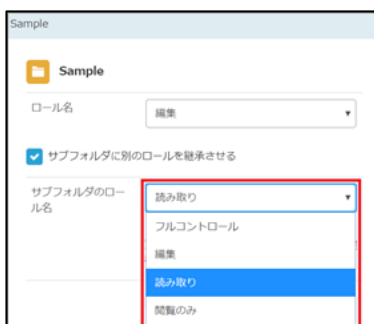 Sample
Sample
ロール名
編集
サブフォルダに別のロールを継承させる
サブフォルダのロー
ル名
読み取り
フルコントロール
編集
読み取り
閲覧のみ